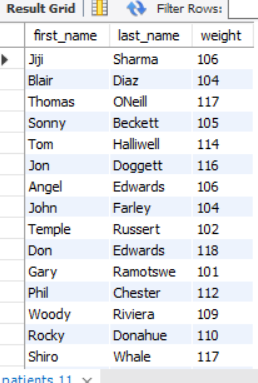 Result Grid Filter Rows:
first_name last_name weight
Jiji Sharma 106
Blair Diaz 104
Thomas ONeill 117
Sonny Beckett 105
Tom Halliwell 114
Jon Doggett 116
Angel Edwards 106
John Farley 104
Temple Russert 102
Don Edwards 118
Gary Ramotswe 101
Phil Chester 112
Woody Riviera 109
Rocky Donahue 110
Shiro Whale 117
patients 11